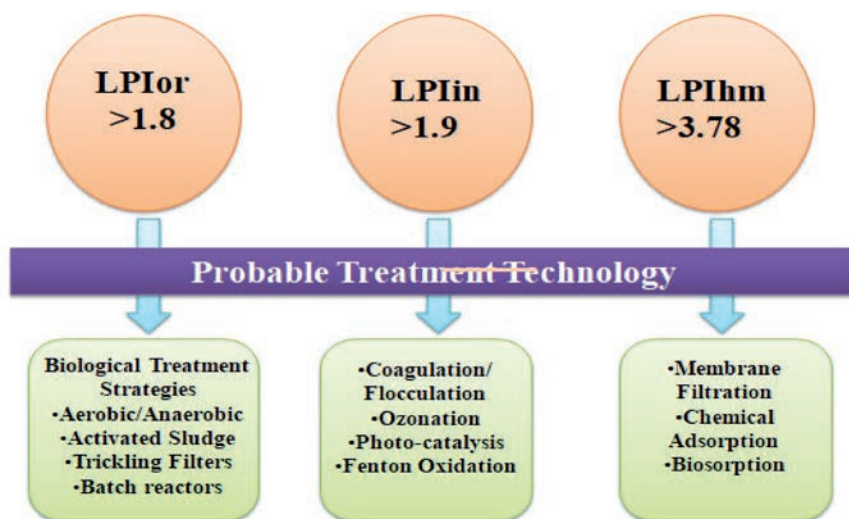 LPIor
>1.8
LPIin
>1.9
LPIhm
>3.78
Probable Treatment Technology
Biological Treatment
Strategies
•Aerobic/Anaerobic
•Activated Sludge
•Trickling Filters
•Batch reactors
•Coagulation/
Flocculation
•Ozonation
•Photo-catalysis
•Fenton Oxidation
•Membrane
Filtration
•Chemical
Adsorption
•Biosorption